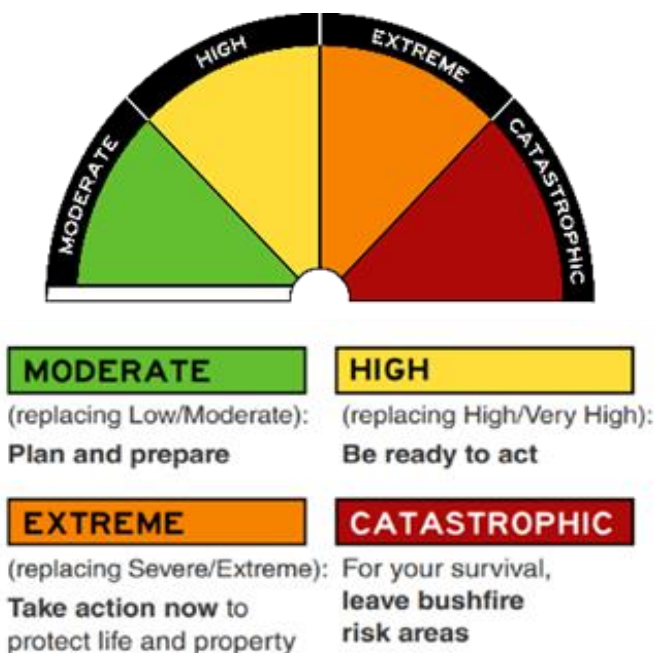 MODERATE
HIGH
EXTREME
CATASTROPHIC
MODERATE
(replacing Low/Moderate):
Plan and prepare
HIGH
(replacing High/Very High):
Be ready to act
EXTREME
(replacing Severe/Extreme):
Take action now to
protect life and property
CATASTROPHIC
For your survival,
leave bushfire
risk areas